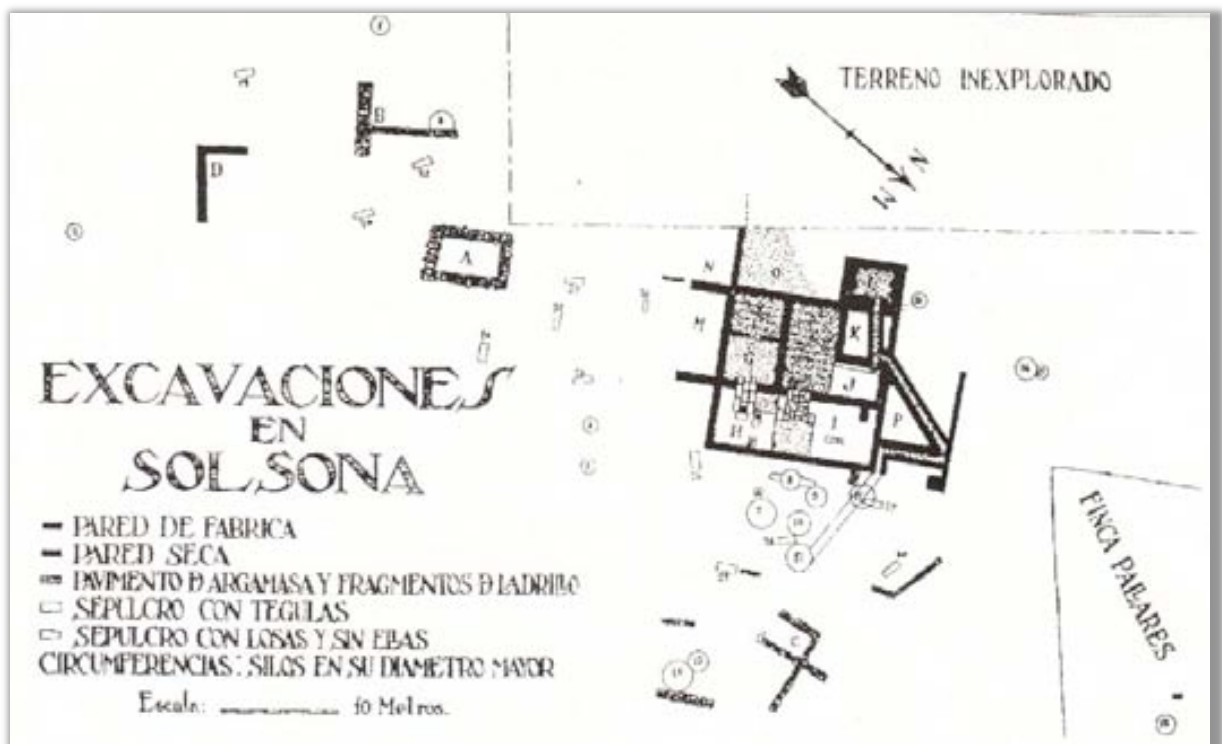 TERRENO INEXPLORADO
B
D
A
N
O
M
K
J
H
I
P
C
EXCAVACIONES
EN
SOLSONA
PARED DE FABRICA
PARED SECA
PAVIMENTO D ARGAMASA Y FRAGMENTOS D LADRILLO
SEPULCRO CON TEGULAS
SEPULCRO CON LOSAS Y SIN ELLAS
CIRCUMFERENCIAS: SILOS EN SU DIAMETRO MAYOR
Escala: 10 Metros.
FINCA PALLARES